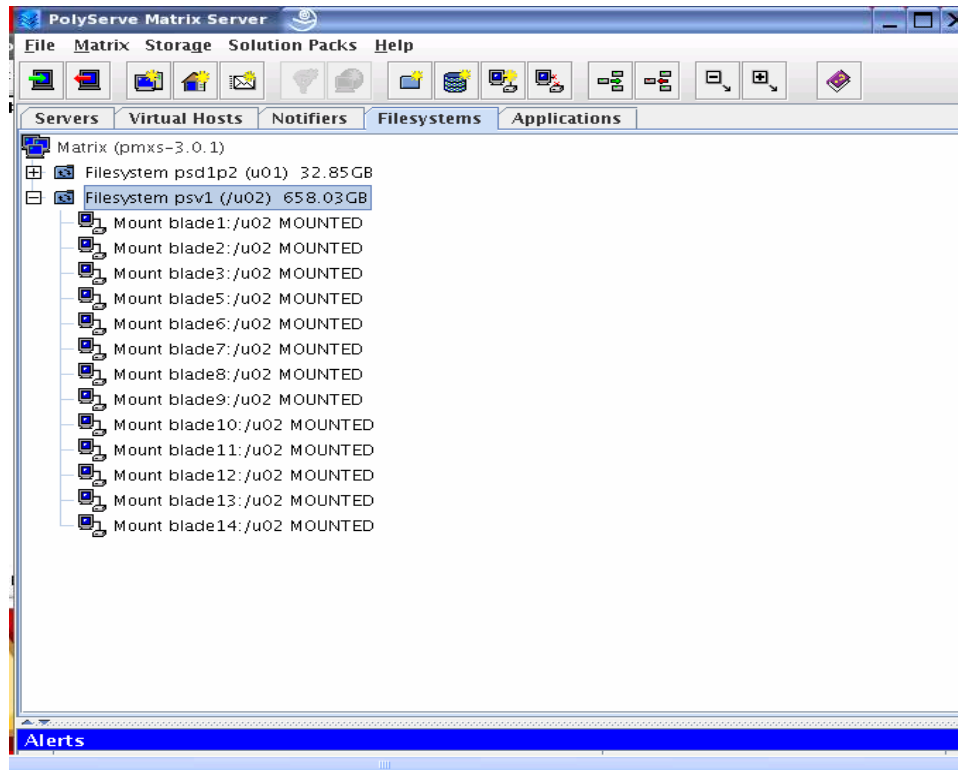 PolyServe Matrix Server
File Matrix Storage Solution Packs Help
Servers Virtual Hosts Notifiers Filesystems Applications
Matrix (pmxs-3.0.1)
Filesystem psd1p2 (u01) 32.85GB
Filesystem psv1 (/u02) 658.03GB
Mount blade1:/u02 MOUNTED
Mount blade2:/u02 MOUNTED
Mount blade3:/u02 MOUNTED
Mount blade5:/u02 MOUNTED
Mount blade6:/u02 MOUNTED
Mount blade7:/u02 MOUNTED
Mount blade8:/u02 MOUNTED
Mount blade9:/u02 MOUNTED
Mount blade10:/u02 MOUNTED
Mount blade11:/u02 MOUNTED
Mount blade12:/u02 MOUNTED
Mount blade13:/u02 MOUNTED
Mount blade14:/u02 MOUNTED
Alerts